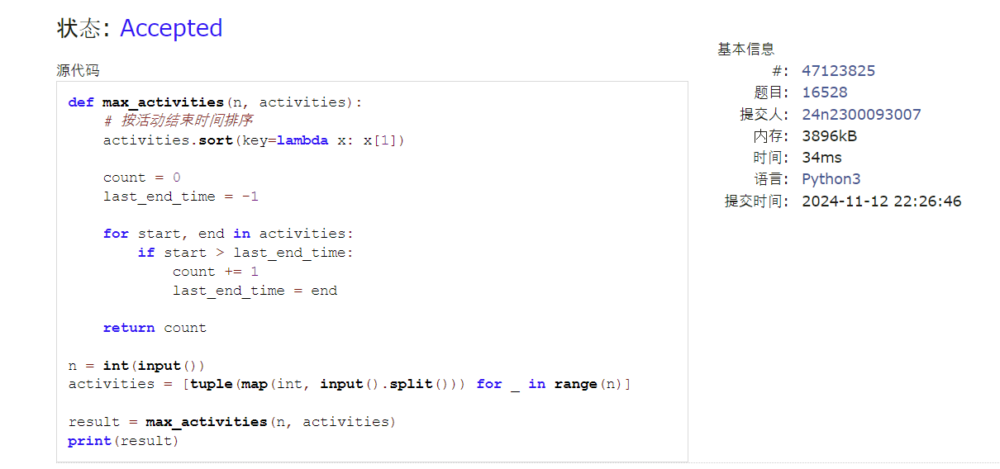 状态: Accepted
源代码
def max_activities(n, activities):
    # 按活动结束时间排序
    activities.sort(key=lambda x: x[1])
    count = 0
    last_end_time = -1
    for start, end in activities:
        if start > last_end_time:
            count += 1
            last_end_time = end
    return count
n = int(input())
activities = [tuple(map(int, input().split())) for _ in range(n)]
result = max_activities(n, activities)
print(result)
基本信息
#: 47123825
题目: 16528
提交人: 24n2300093007
内存: 3896kB
时间: 34ms
语言: Python3
提交时间: 2024-11-12 22:26:46